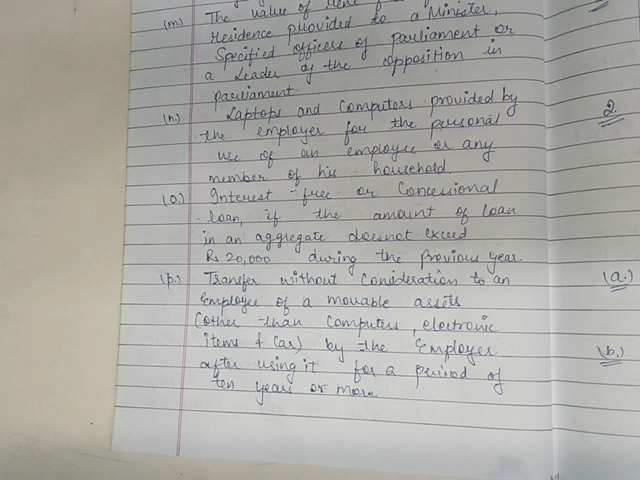 (m) The value of rent f
residence provided to a Minister,
Specified officers of parliament or
a Leader of the opposition in
parliament
(n.) Laptops and Computers provided by
the employer for the personal
use of an employee or any
member of his household.
(o.) Interest-free or Concessional
loan, if the amount of loan
in an aggregate doesnot exceed
Rs 20,000 during the Previous year
(p.) Transfer without Consideration to an
Employee of a movable assets
(other than Computers, electronic
items & Car) by the Employer
after using it for a period of
ten years or more
2.
(a.)
(b.)